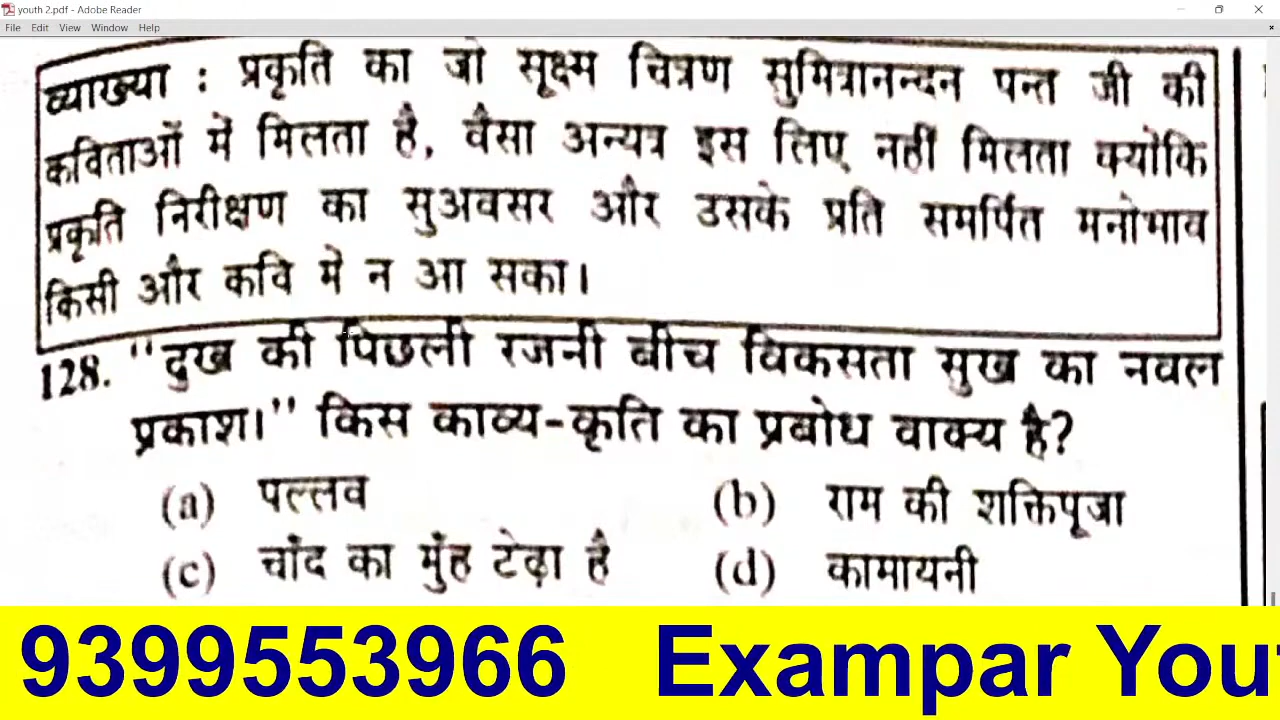 youth 2.pdf - Adobe Reader
File Edit View Window Help
व्याख्या : प्रकृति का जो सूक्ष्म चित्रण सुमित्रानन्दन पन्त जी की
कविताओं में मिलता है, वैसा अन्यत्र इस लिए नहीं मिलता क्योंकि
प्रकृति निरीक्षण का सुअवसर और उसके प्रति समर्पित मनोभाव
किसी और कवि में न आ सका।
128. "दुख की पिछली रजनी बीच विकसता सुख का नवल
प्रकाश।" किस काव्य-कृति का प्रबोध वाक्य है?
(a) पल्लव (b) राम की शक्तिपूजा
(c) चाँद का मुंह टेढ़ा है (d) कामायनी
9399553966 Exampar You